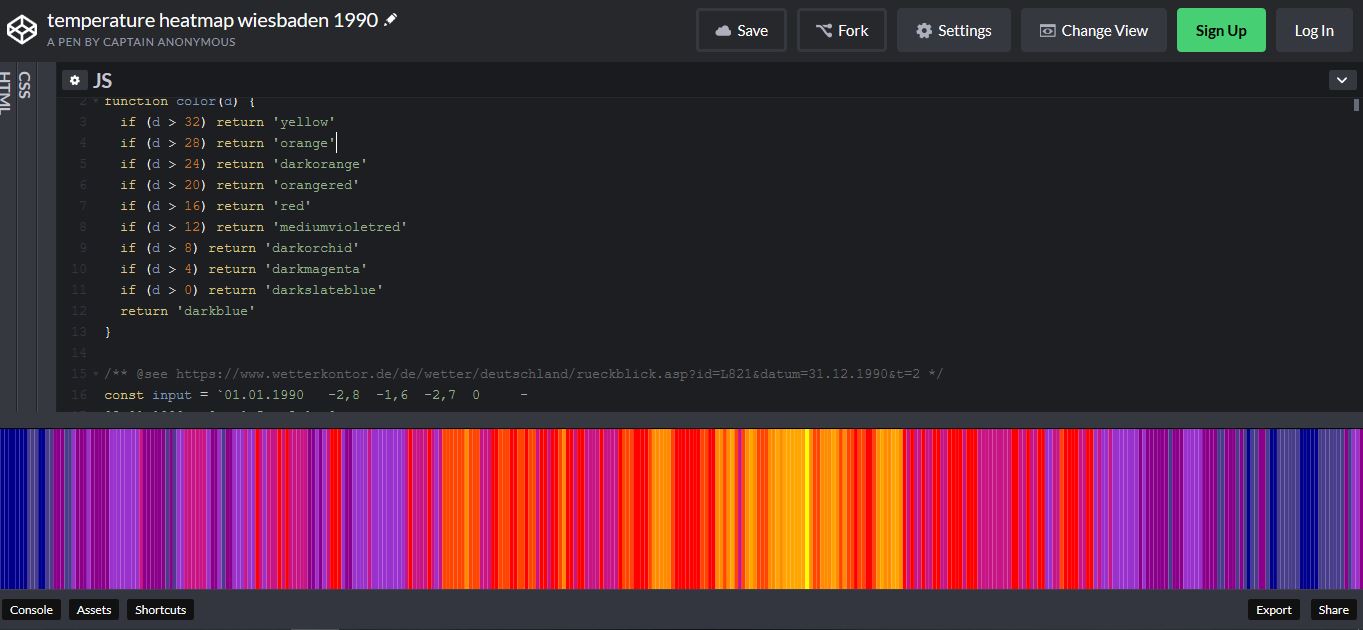 temperature heatmap wiesbaden 1990
A PEN BY CAPTAIN ANONYMOUS
Save
Fork
Settings
Change View
Sign Up
Log In
HTML
CSS
JS
2 function color(d) {
3 if (d > 32) return 'yellow'
4 if (d > 28) return 'orange'
5 if (d > 24) return 'darkorange'
6 if (d > 20) return 'orangered'
7 if (d > 16) return 'red'
8 if (d > 12) return 'mediumvioletred'
9 if (d > 8) return 'darkorchid'
10 if (d > 4) return 'darkmagenta'
11 if (d > 0) return 'darkslateblue'
12 return 'darkblue'
13 }
14
15 /** @see https://www.wetterkontor.de/de/wetter/deutschland/rueckblick.asp?id=L821&datum=31.12.1990&t=2 */
16 const input = `01.01.1990 -2,8 -1,6 -2,7 0 -
Console
Assets
Shortcuts
Export
Share